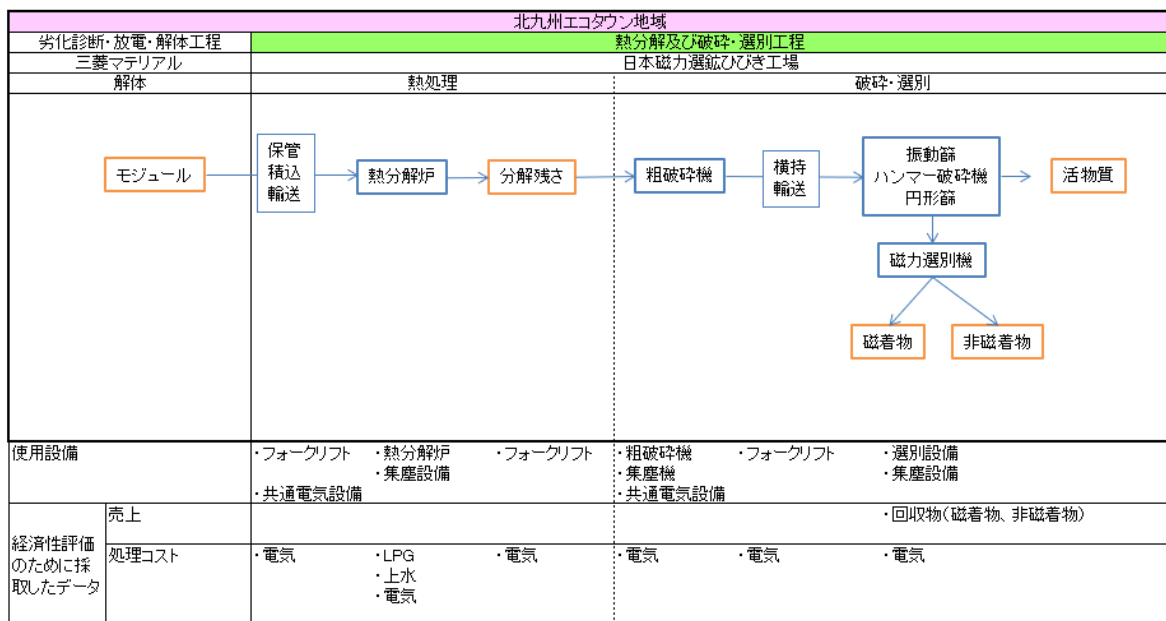 北九州エコタウン地域
劣化診断・放電・解体工程
熱分解及び破砕・選別工程
三菱マテリアル
日本磁力選鉱ひびき工場
解体
熱処理
破砕・選別
モジュール
保管
積込
輸送
熱分解炉
分解残さ
粗破砕機
横持
輸送
振動篩
ハンマー破砕機
円形篩
活物質
磁力選別機
磁着物
非磁着物
使用設備
・フォークリフト
・共通電気設備
・熱分解炉
・集塵設備
・フォークリフト
・粗破砕機
・集塵機
・共通電気設備
・フォークリフト
・選別設備
・集塵設備
経済性評価
のために採
取したデータ
売上
・回収物(磁着物、非磁着物)
処理コスト
・電気
・LPG
・上水
・電気
・電気
・電気
・電気
・電気